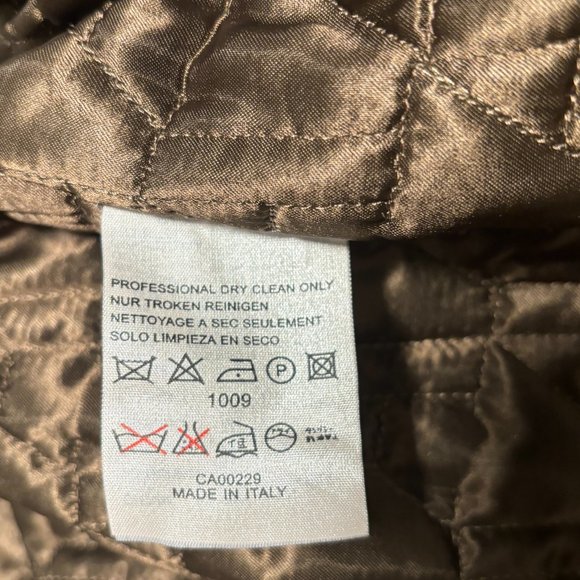 PROFESSIONAL DRY CLEAN ONLY
NUR TROKEN REINIGEN
NETTOYAGE A SEC SEULEMENT
SOLO LIMPIEZA EN SECO
P
1009
CA00229
MADE IN ITALY